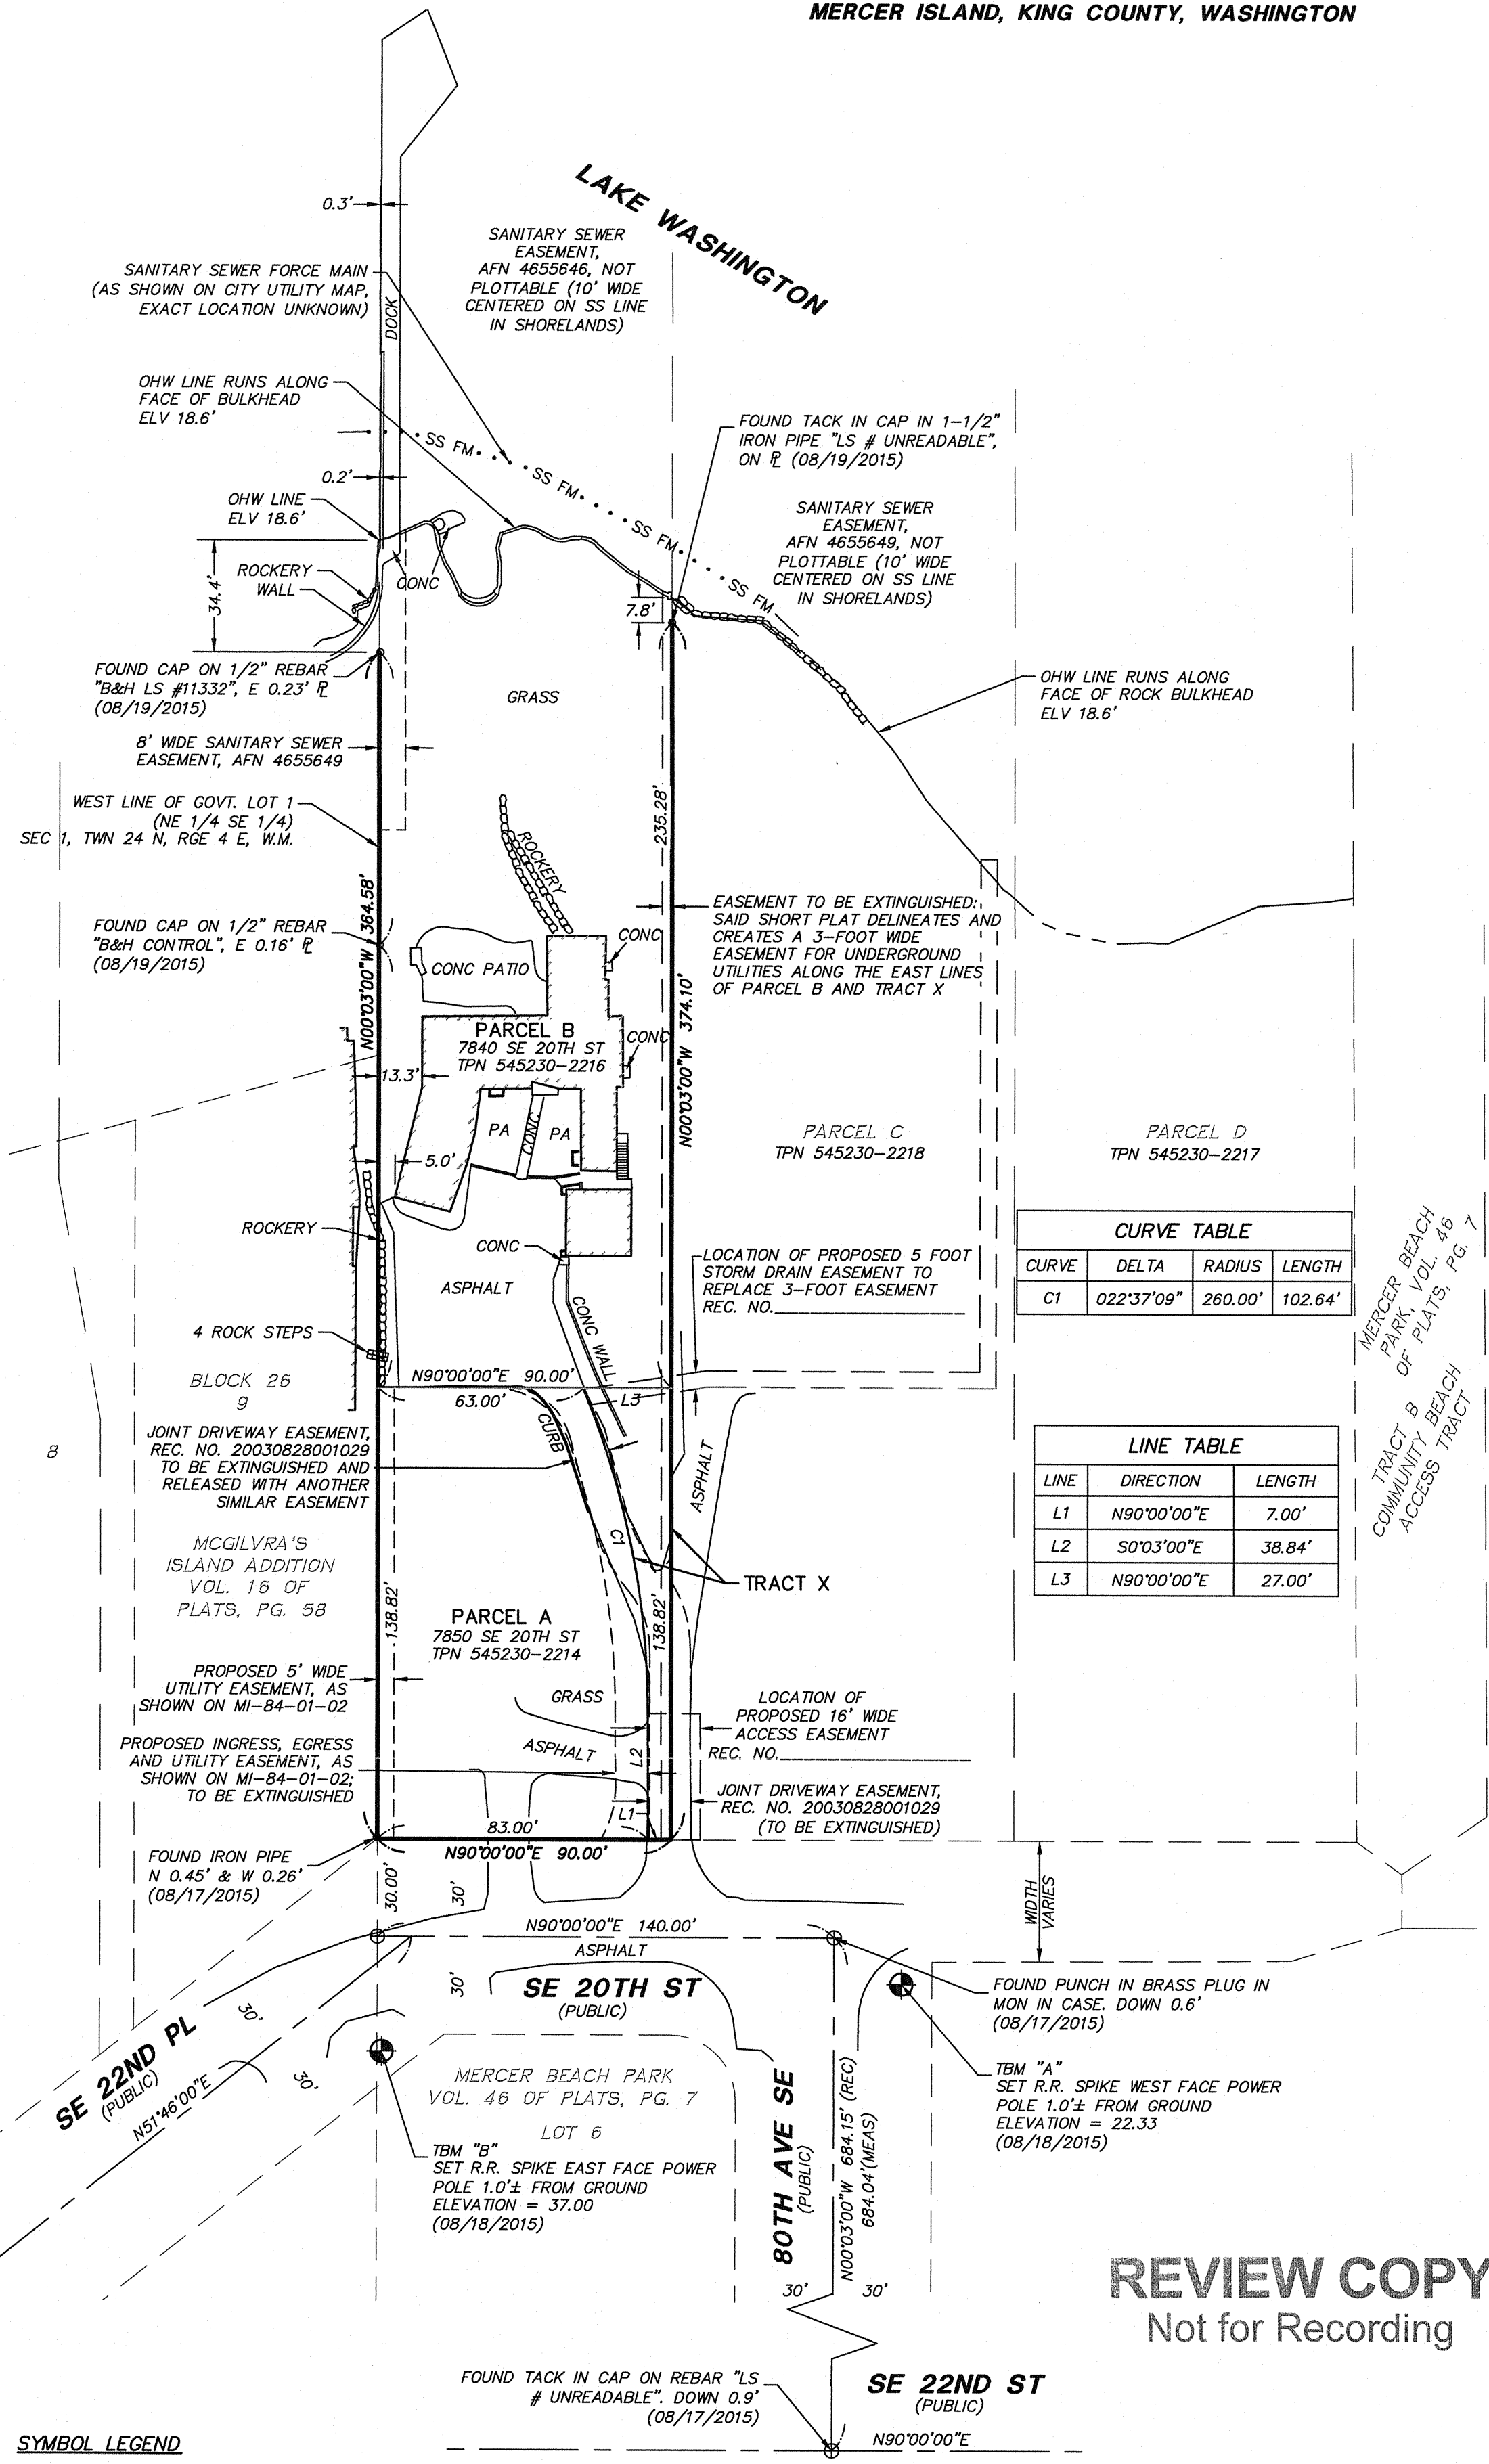 MERCER ISLAND, KING COUNTY, WASHINGTON
LAKE WASHINGTON
0.3'
SANITARY SEWER
EASEMENT,
AFN 4655646, NOT
PLOTTABLE (10' WIDE
CENTERED ON SS LINE
IN SHORELANDS)
SANITARY SEWER FORCE MAIN
(AS SHOWN ON CITY UTILITY MAP,
EXACT LOCATION UNKNOWN)
DOCK
OHW LINE RUNS ALONG
FACE OF BULKHEAD
ELV 18.6'
SS FM
SS FM
SS FM
SS FM
SS FM
FOUND TACK IN CAP IN 1-1/2"
IRON PIPE "LS # UNREADABLE",
ON ⅊ (08/19/2015)
0.2'
OHW LINE
ELV 18.6'
SANITARY SEWER
EASEMENT,
AFN 4655649, NOT
PLOTTABLE (10' WIDE
CENTERED ON SS LINE
IN SHORELANDS)
34.4'
ROCKERY
WALL
CONC
7.8'
FOUND CAP ON 1/2" REBAR
"B&H LS #11332", E 0.23' ⅊
(08/19/2015)
GRASS
OHW LINE RUNS ALONG
FACE OF ROCK BULKHEAD
ELV 18.6'
8' WIDE SANITARY SEWER
EASEMENT, AFN 4655649
WEST LINE OF GOVT. LOT 1
(NE 1/4 SE 1/4)
SEC 1, TWN 24 N, RGE 4 E, W.M.
235.28'
ROCKERY
N00°03'00"W 364.58'
FOUND CAP ON 1/2" REBAR
"B&H CONTROL", E 0.16' ⅊
(08/19/2015)
EASEMENT TO BE EXTINGUISHED:
SAID SHORT PLAT DELINEATES AND
CREATES A 3-FOOT WIDE
EASEMENT FOR UNDERGROUND
UTILITIES ALONG THE EAST LINES
OF PARCEL B AND TRACT X
CONC
CONC PATIO
N00°03'00"W 374.10'
PARCEL B
7840 SE 20TH ST
TPN 545230-2216
CONC
13.3'
PA
CONC
PA
5.0'
PARCEL C
TPN 545230-2218
PARCEL D
TPN 545230-2217
MERCER BEACH
PARK, VOL. 46
OF PLATS, PG. 7
TRACT B
COMMUNITY BEACH
ACCESS TRACT
ROCKERY
CONC
ASPHALT
CONC WALL
LOCATION OF PROPOSED 5 FOOT
STORM DRAIN EASEMENT TO
REPLACE 3-FOOT EASEMENT
REC. NO.
CURVE TABLE
CURVE DELTA RADIUS LENGTH
C1 022°37'09" 260.00' 102.64'
4 ROCK STEPS
BLOCK 26
9
8
N90°00'00"E 90.00'
63.00'
L3
CURB
JOINT DRIVEWAY EASEMENT,
REC. NO. 20030828001029
TO BE EXTINGUISHED AND
RELEASED WITH ANOTHER
SIMILAR EASEMENT
ASPHALT
LINE TABLE
LINE DIRECTION LENGTH
L1 N90°00'00"E 7.00'
L2 S0°03'00"E 38.84'
L3 N90°00'00"E 27.00'
MCGILVRA'S
ISLAND ADDITION
VOL. 16 OF
PLATS, PG. 58
C1
TRACT X
138.82'
138.82'
PARCEL A
7850 SE 20TH ST
TPN 545230-2214
PROPOSED 5' WIDE
UTILITY EASEMENT, AS
SHOWN ON MI-84-01-02
GRASS
ASPHALT
LOCATION OF
PROPOSED 16' WIDE
ACCESS EASEMENT
REC. NO.
L2
PROPOSED INGRESS, EGRESS
AND UTILITY EASEMENT, AS
SHOWN ON MI-84-01-02;
TO BE EXTINGUISHED
JOINT DRIVEWAY EASEMENT,
REC. NO. 20030828001029
(TO BE EXTINGUISHED)
L1
83.00'
N90°00'00"E 90.00'
FOUND IRON PIPE
N 0.45' & W 0.26'
(08/17/2015)
30.00'
30'
WIDTH
VARIES
N90°00'00"E 140.00'
ASPHALT
30'
SE 20TH ST
(PUBLIC)
FOUND PUNCH IN BRASS PLUG IN
MON IN CASE. DOWN 0.6'
(08/17/2015)
SE 22ND PL
(PUBLIC)
N51°46'00"E
30'
30'
TBM "A"
SET R.R. SPIKE WEST FACE POWER
POLE 1.0'± FROM GROUND
ELEVATION = 22.33
(08/18/2015)
MERCER BEACH PARK
VOL. 46 OF PLATS, PG. 7
LOT 6
TBM "B"
SET R.R. SPIKE EAST FACE POWER
POLE 1.0'± FROM GROUND
ELEVATION = 37.00
(08/18/2015)
80TH AVE SE
(PUBLIC)
N00°03'00"W 684.15' (REC)
684.04'(MEAS)
30'
30'
REVIEW COPY
Not for Recording
FOUND TACK IN CAP ON REBAR "LS
# UNREADABLE". DOWN 0.9'
(08/17/2015)
SE 22ND ST
(PUBLIC)
N90°00'00"E
SYMBOL LEGEND